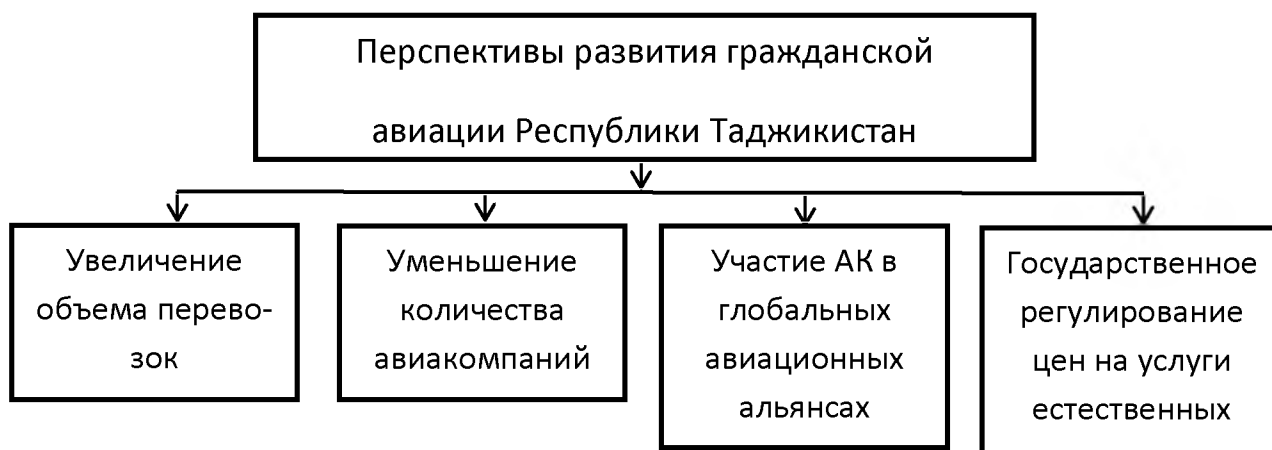 Перспективы развития гражданской
авиации Республики Таджикистан
Увеличение
объема перево-
зок
Уменьшение
количества
авиакомпаний
Участие АК в
глобальных
авиационных
альянсах
Государственное
регулирование
цен на услуги
естественных